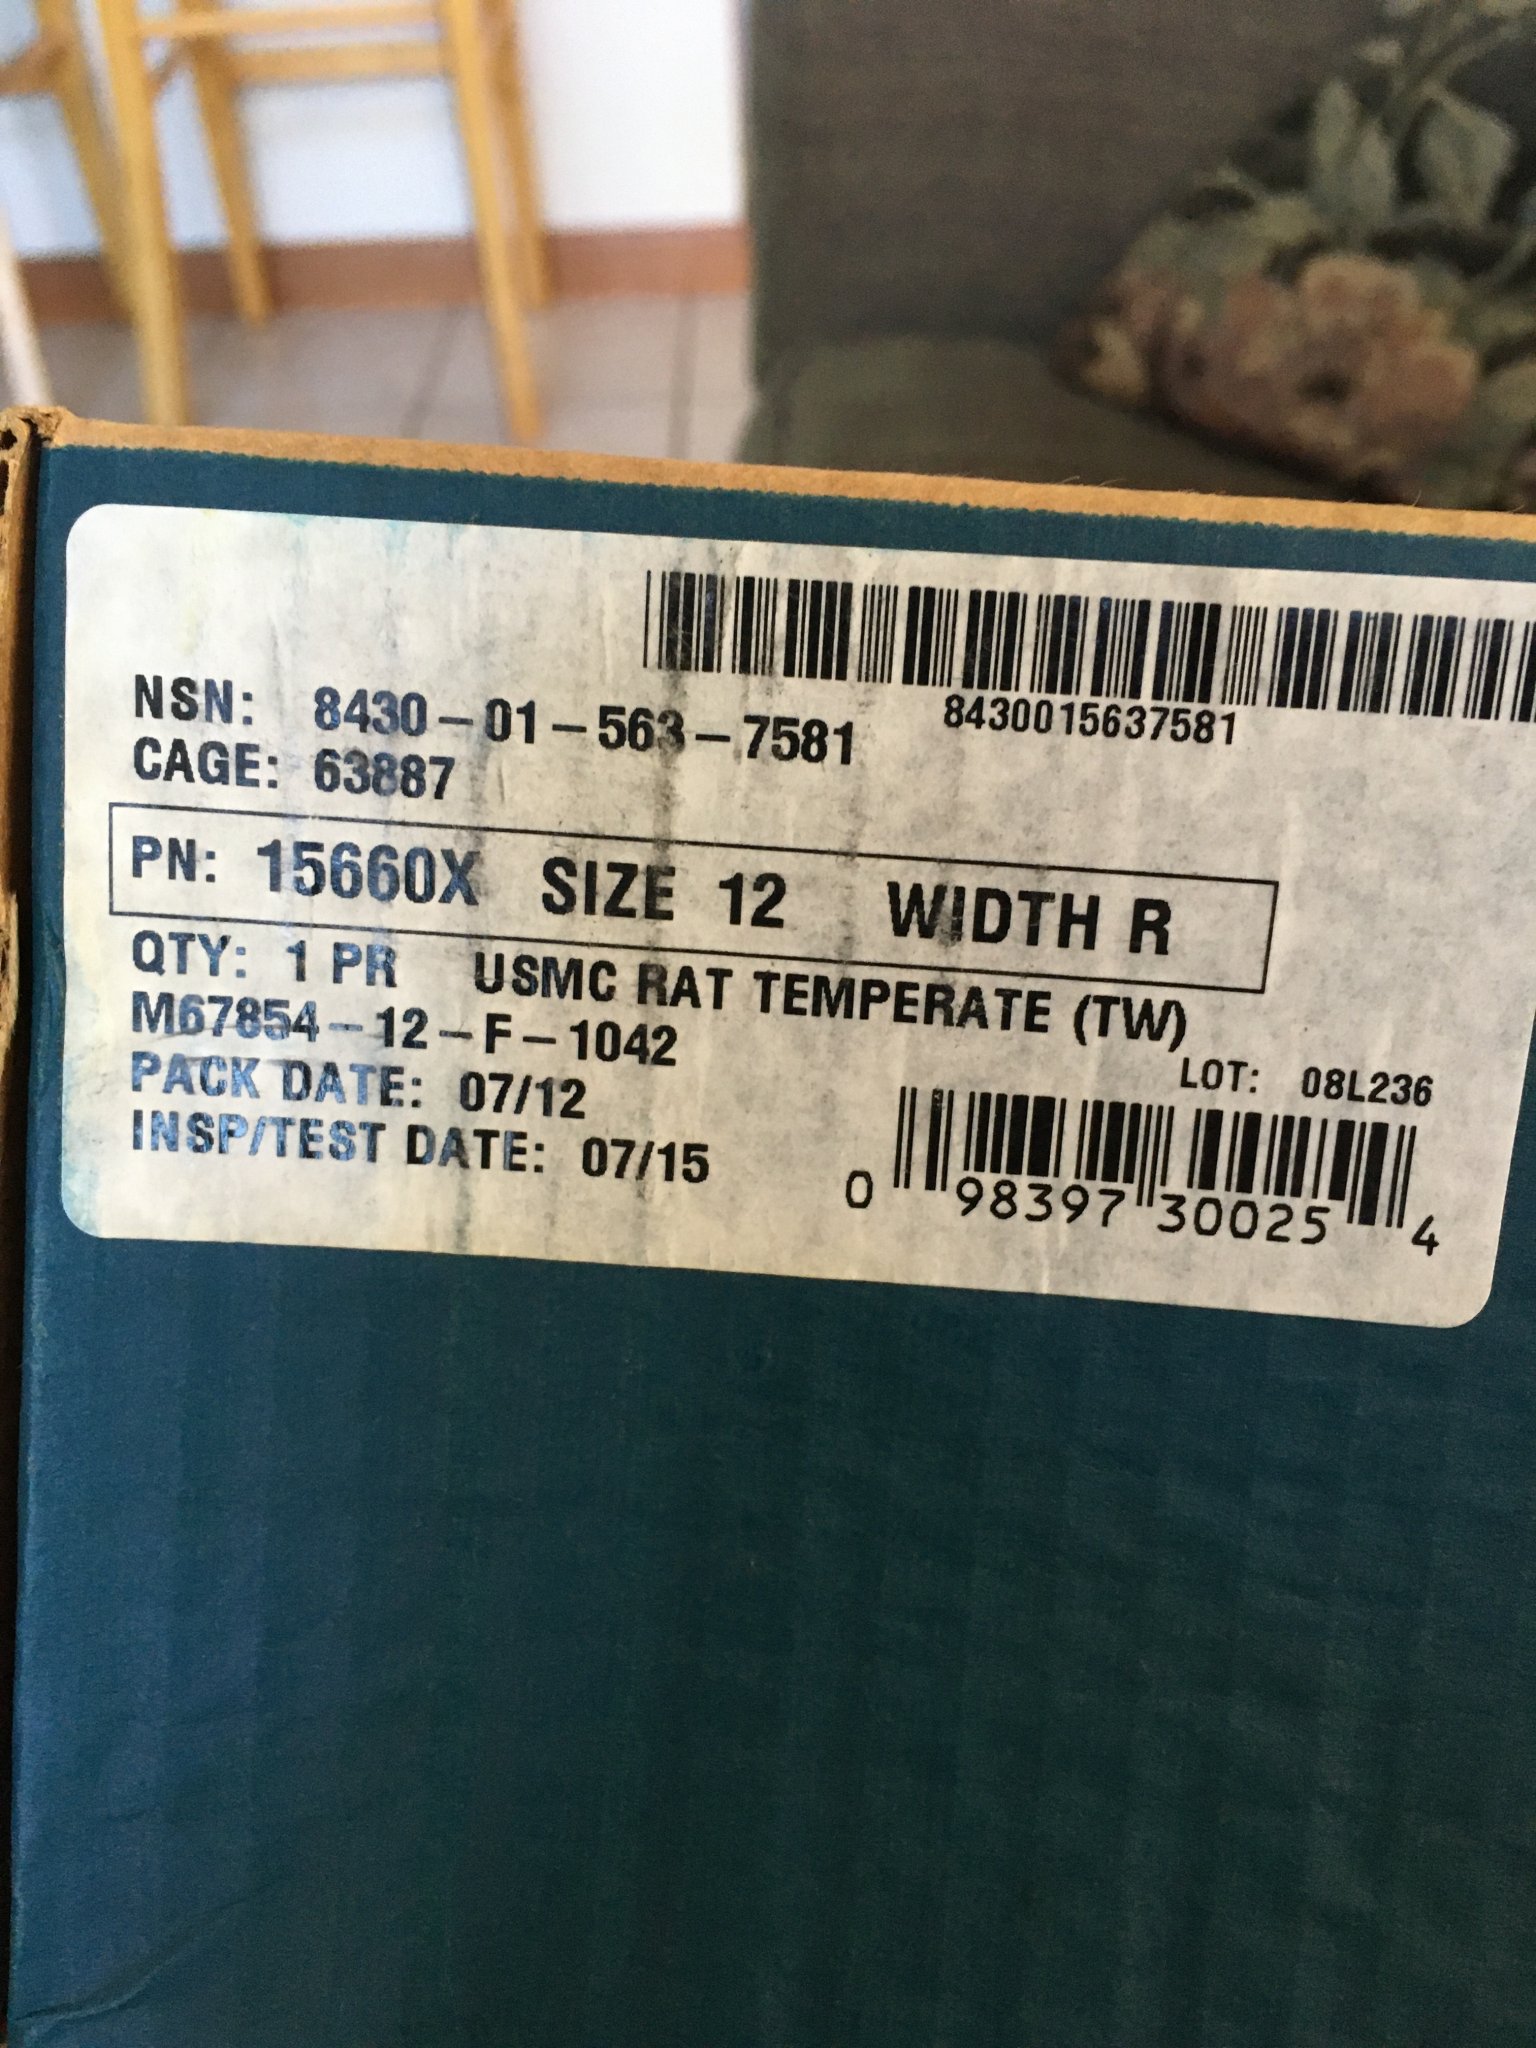 8430015637581
NSN: 8430-01-563-7581
CAGE: 63887
PN: 15660X SIZE 12 WIDTH R
QTY: 1 PR USMC RAT TEMPERATE (TW)
M67854-12-F-1042
PACK DATE: 07/12
INSP/TEST DATE: 07/15
LOT: 08L236
0 98397 30025 4